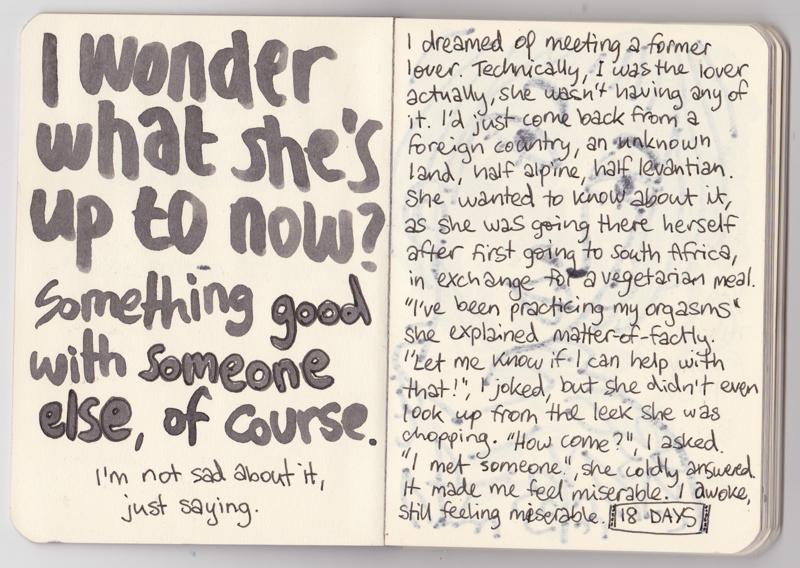 I wonder
what she's
up to now?
Something good
with someone
else, of course.
I'm not sad about it,
just saying.
I dreamed of meeting a former
lover. Technically, I was the lover
actually, she wasn't having any of
it. I'd just come back from a
foreign country, an unknown
land, half alpine, half levantian.
She wanted to know about it,
as she was going there herself
after first going to South Africa,
in exchange for a vegetarian meal.
"I've been practicing my orgasms"
she explained matter-of-factly.
"Let me know if I can help with
that!", I joked, but she didn't even
look up from the leek she was
chopping. "How come?", I asked.
"I met someone", she coldly answered.
It made me feel miserable. I awoke,
still feeling miserable. 18 DAYS